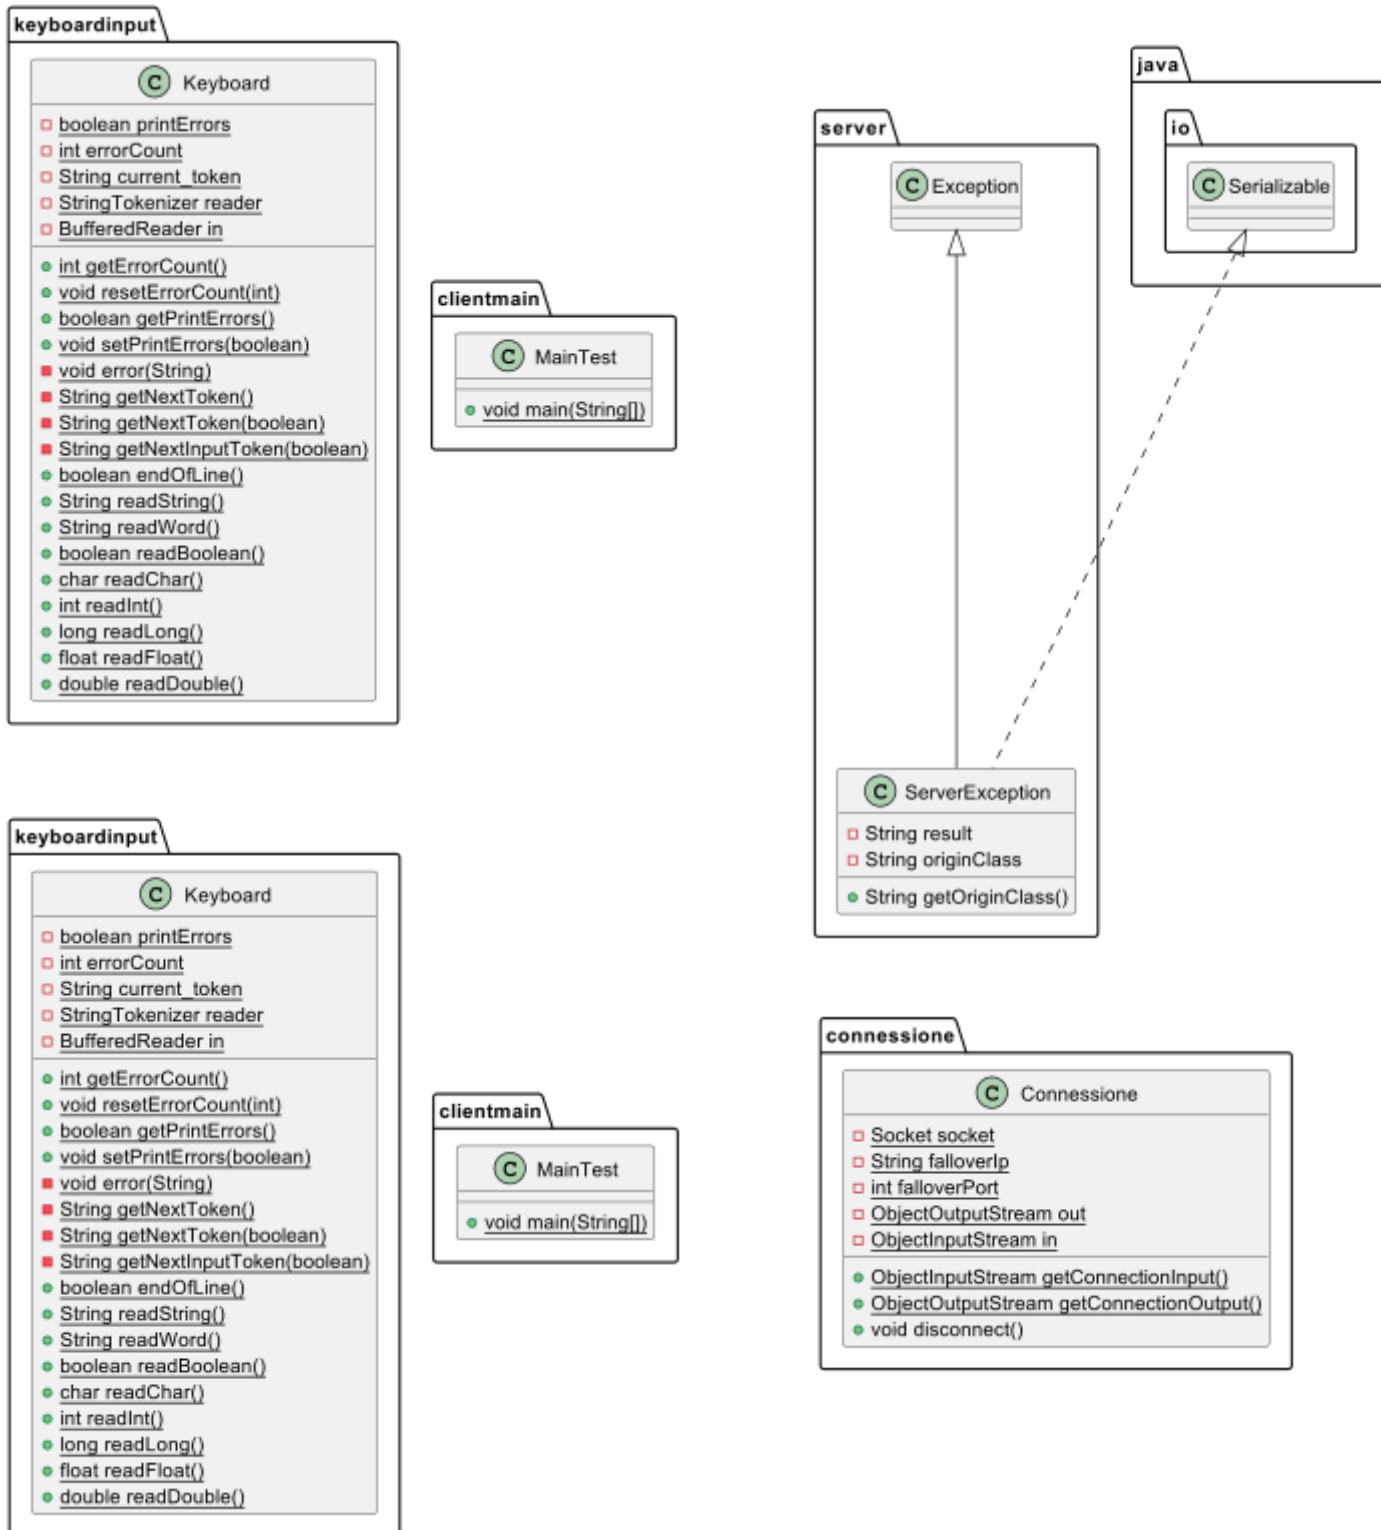 keyboardinput
C Keyboard
boolean printErrors
int errorCount
String current_token
StringTokenizer reader
BufferedReader in
int getErrorCount()
void resetErrorCount(int)
boolean getPrintErrors()
void setPrintErrors(boolean)
void error(String)
String getNextToken()
String getNextToken(boolean)
String getNextInputToken(boolean)
boolean endOfLine()
String readString()
String readWord()
boolean readBoolean()
char readChar()
int readInt()
long readLong()
float readFloat()
double readDouble()
clientmain
C MainTest
void main(String[])
server
C Exception
java
io
C Serializable
C ServerException
String result
String originClass
String getOriginClass()
keyboardinput
C Keyboard
boolean printErrors
int errorCount
String current_token
StringTokenizer reader
BufferedReader in
int getErrorCount()
void resetErrorCount(int)
boolean getPrintErrors()
void setPrintErrors(boolean)
void error(String)
String getNextToken()
String getNextToken(boolean)
String getNextInputToken(boolean)
boolean endOfLine()
String readString()
String readWord()
boolean readBoolean()
char readChar()
int readInt()
long readLong()
float readFloat()
double readDouble()
clientmain
C MainTest
void main(String[])
connessione
C Connessione
Socket socket
String falloverIp
int falloverPort
ObjectOutputStream out
ObjectInputStream in
ObjectInputStream getConnectionInput()
ObjectOutputStream getConnectionOutput()
void disconnect()